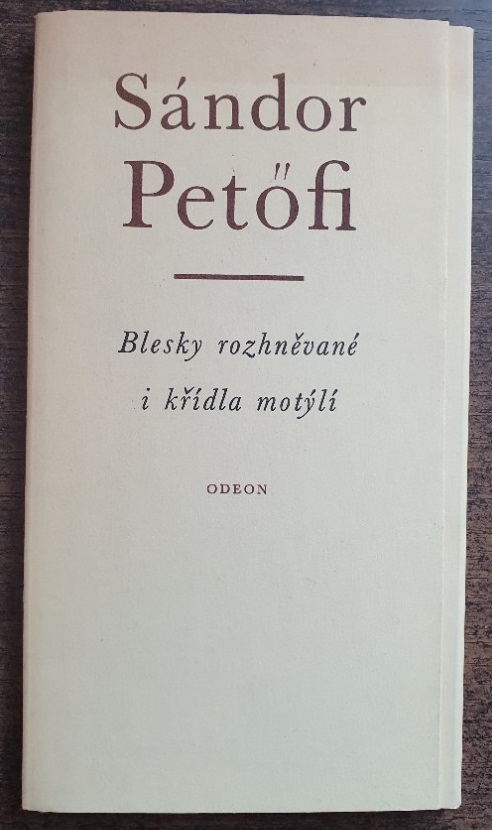 Sándor
Petőfi
Blesky rozhněvané
i křídla motýlí
ODEON